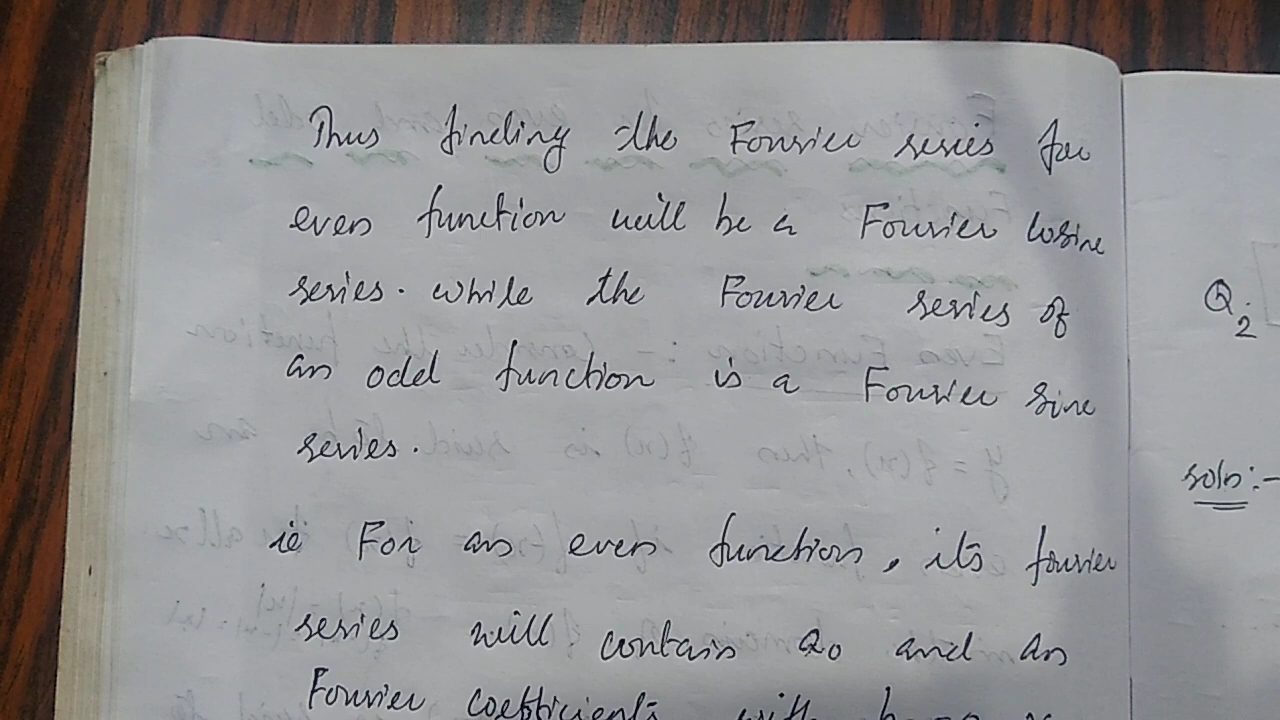 Thus finding the Fourier series for
even function will be a Fourier Cosine
series. while the Fourier series of
an odd function is a Fourier sine
series.
ie For an even function, its fourier
series will contain a0 and an
Fourier coefficients with
Q.2
soln:-